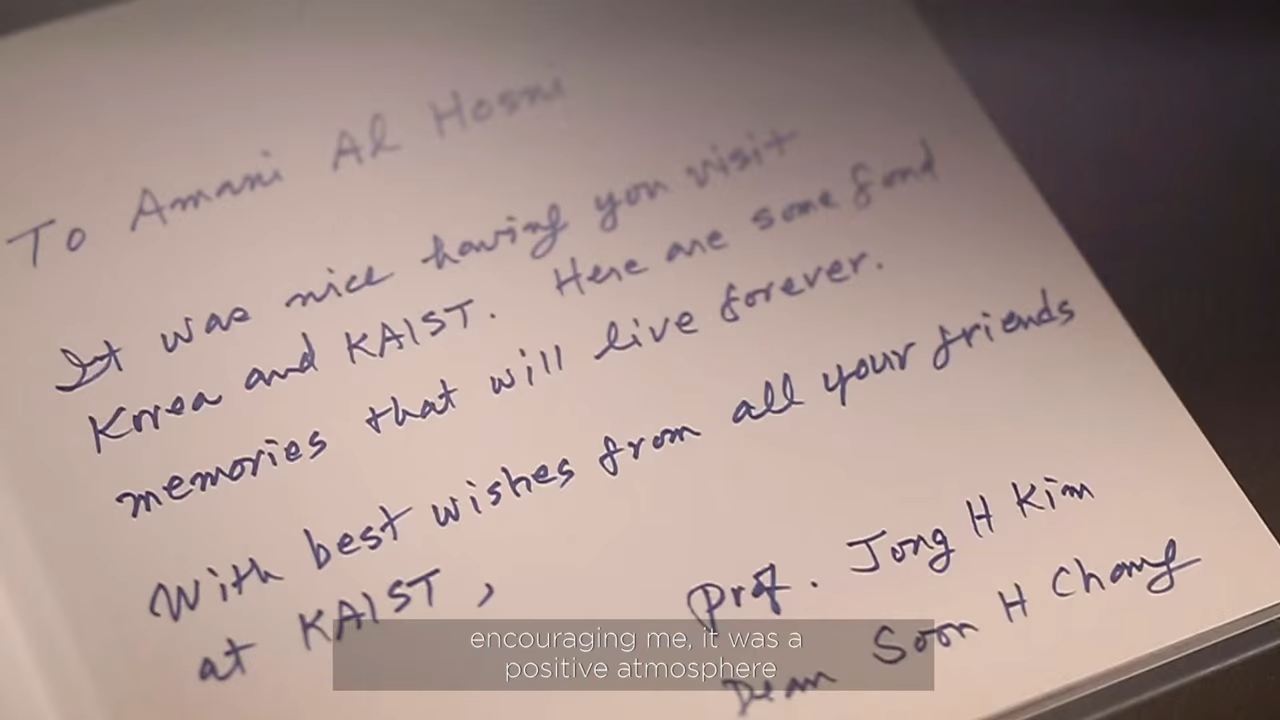 To Amani Al Hosni
It was nice having you visit
Korea and KAIST. Here are some fond
memories that will live forever.
With best wishes from all your friends
at KAIST,
Prof. Jong H Kim
Dean Soon H Chang
encouraging me, it was a
positive atmosphere